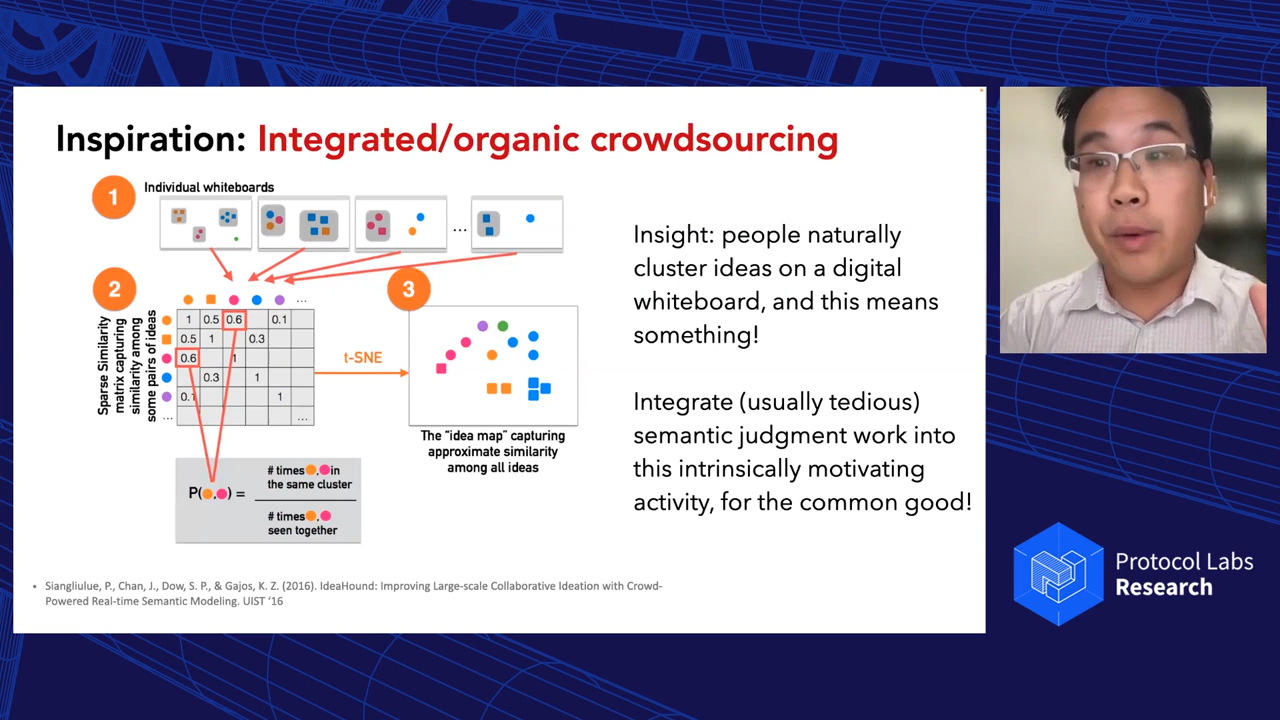 Inspiration: Integrated/organic crowdsourcing
1
Individual whiteboards
...
2
Sparse Similarity
matrix capturing
similarity among
some pairs of ideas
...
1 0.5 0.6 0.1
0.5 1 0.3
0.6 1
0.3 1
0.1 1
... ...
t-SNE
3
The “idea map” capturing
approximate similarity
among all ideas
P( , ) =
# times , in
the same cluster
# times ,
seen together
Insight: people naturally
cluster ideas on a digital
whiteboard, and this means
something!
Integrate (usually tedious)
semantic judgment work into
this intrinsically motivating
activity, for the common good!
• Siangliulue, P., Chan, J., Dow, S. P., & Gajos, K. Z. (2016). IdeaHound: Improving Large-scale Collaborative Ideation with Crowd-
Powered Real-time Semantic Modeling. UIST ‘16
Protocol Labs
Research